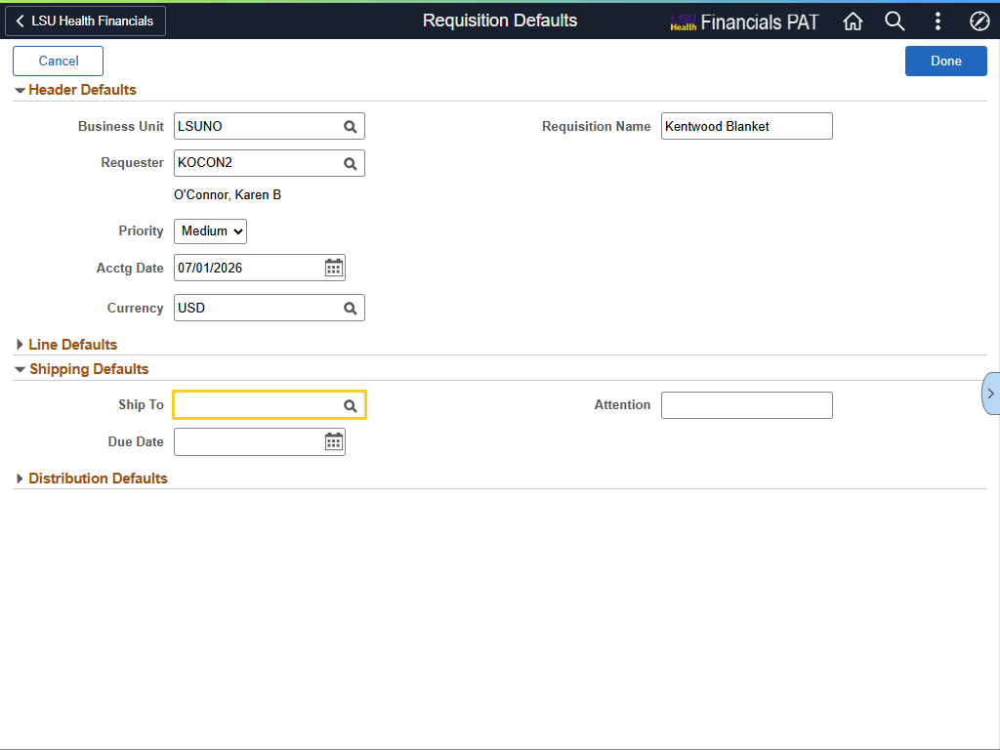 LSU Health Financials
Requisition Defaults
LSU Health Financials PAT
Cancel
Done
Header Defaults
Business Unit LSUNO
Requisition Name Kentwood Blanket
Requester KOCON2
O'Connor, Karen B
Priority Medium
Acctg Date 07/01/2026
Currency USD
Line Defaults
Shipping Defaults
Ship To
Attention
Due Date
Distribution Defaults